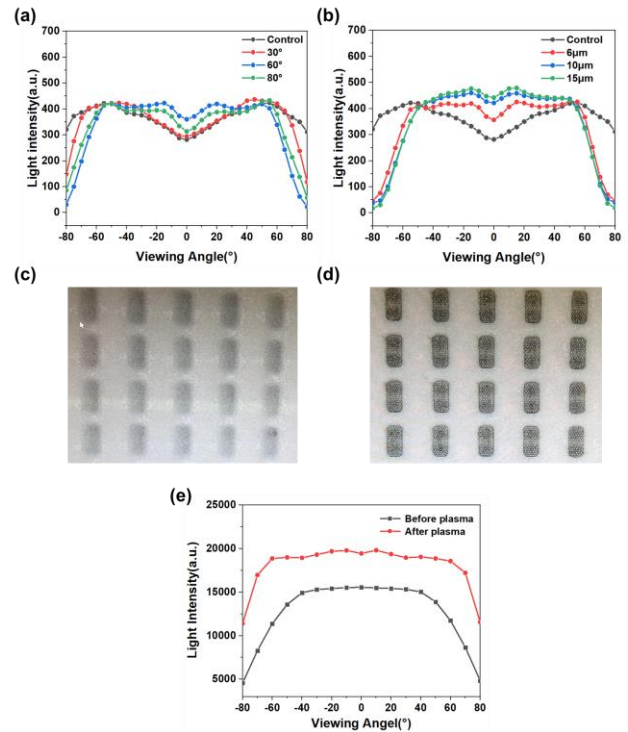 (a)
700
600
500
400
300
200
100
0
Light intensity(a.u.)
Control
30°
60°
80°
-80 -60 -40 -20 0 20 40 60 80
Viewing Angle(°)
(b)
700
600
500
400
300
200
100
0
Light intensity(a.u.)
Control
6μm
10μm
15μm
-80 -60 -40 -20 0 20 40 60 80
Viewing Angle(°)
(c)
(d)
(e)
25000
20000
15000
10000
5000
Light Intensity(a.u.)
Before plasma
After plasma
-80 -60 -40 -20 0 20 40 60 80
Viewing Angel(°)